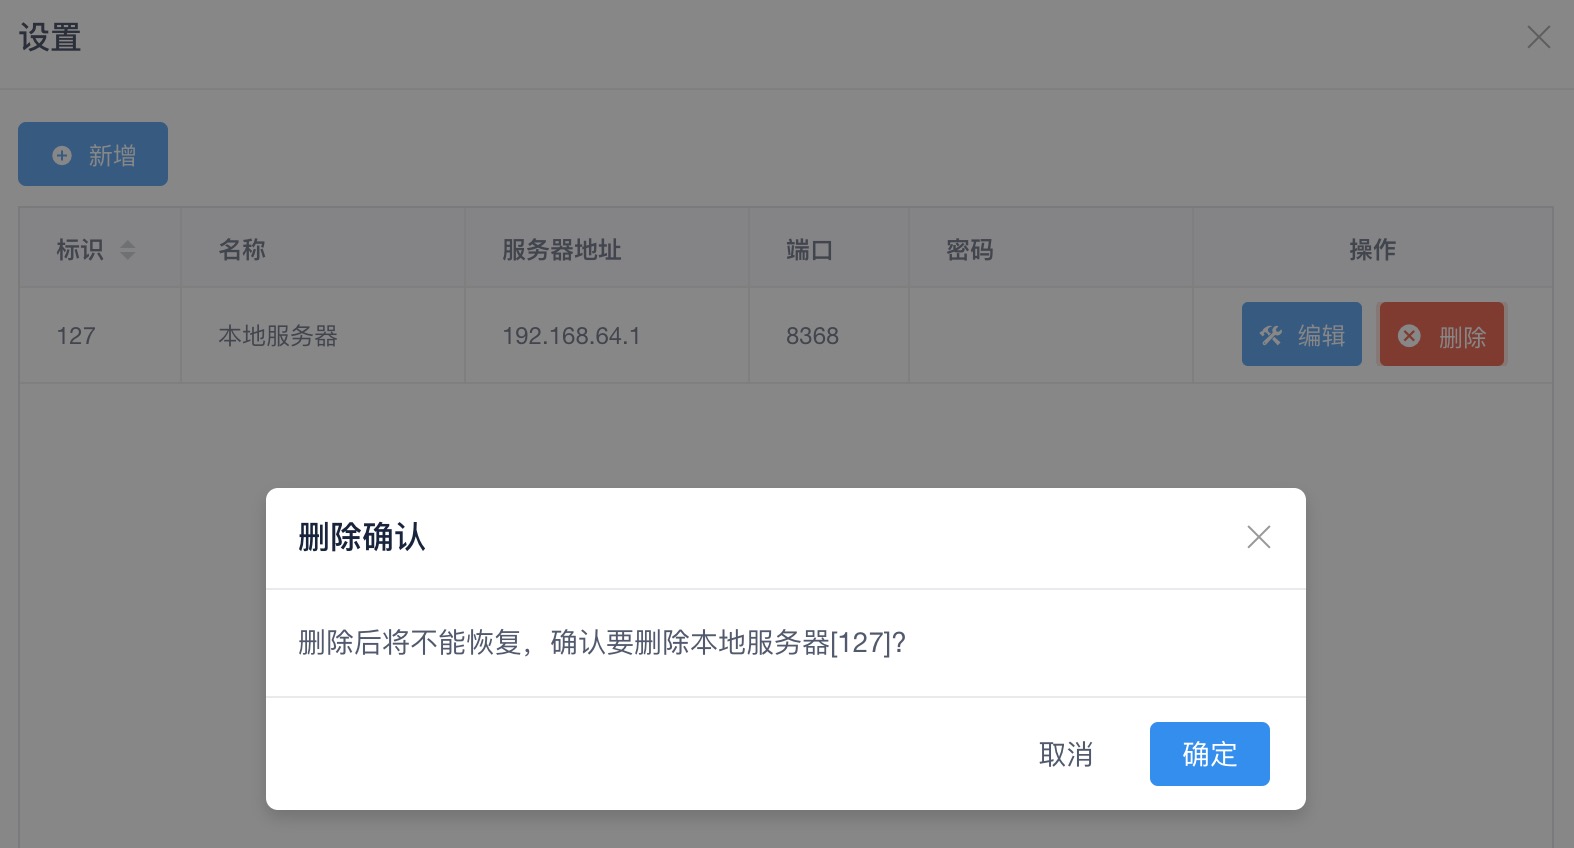 设置
新增
标识 名称 服务器地址 端口 密码 操作
127 本地服务器 192.168.64.1 8368 编辑 删除
删除确认
删除后将不能恢复，确认要删除本地服务器[127]?
取消 确定